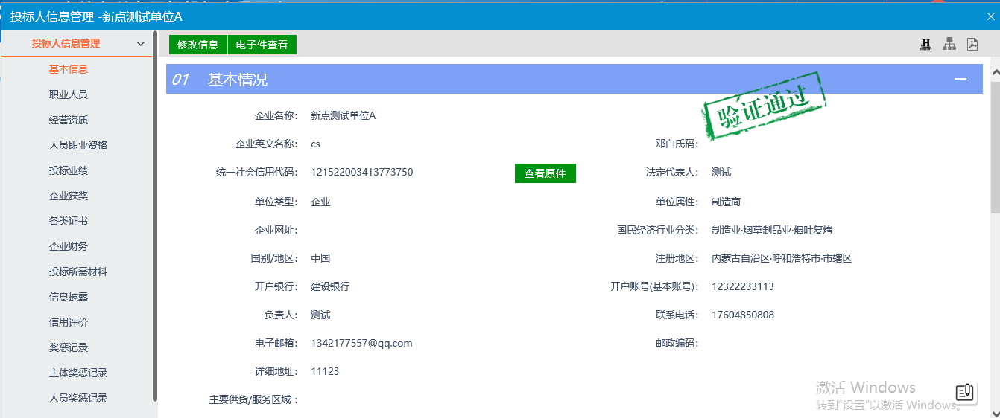 投标人信息管理 -新点测试单位A
投标人信息管理
基本信息
职业人员
经营资质
人员职业资格
投标业绩
企业获奖
各类证书
企业财务
投标所需材料
信息披露
信用评价
奖惩记录
主体奖惩记录
人员奖惩记录
修改信息 电子件查看
H
HISTORY
01 基本情况
验证通过
企业名称： 新点测试单位A
企业英文名称： cs 邓白氏码：
统一社会信用代码： 121522003413773750 查看原件 法定代表人： 测试
单位类型： 企业 单位属性： 制造商
企业网址： 国民经济行业分类： 制造业·烟草制品业·烟叶复烤
国别/地区： 中国 注册地区： 内蒙古自治区·呼和浩特市·市辖区
开户银行： 建设银行 开户账号(基本账号)： 12322233113
负责人： 测试 联系电话： 17604850808
电子邮箱： 1342177557@qq.com 邮政编码：
详细地址： 11123
主要供货/服务区域：
激活 Windows
转到“设置”以激活 Windows。